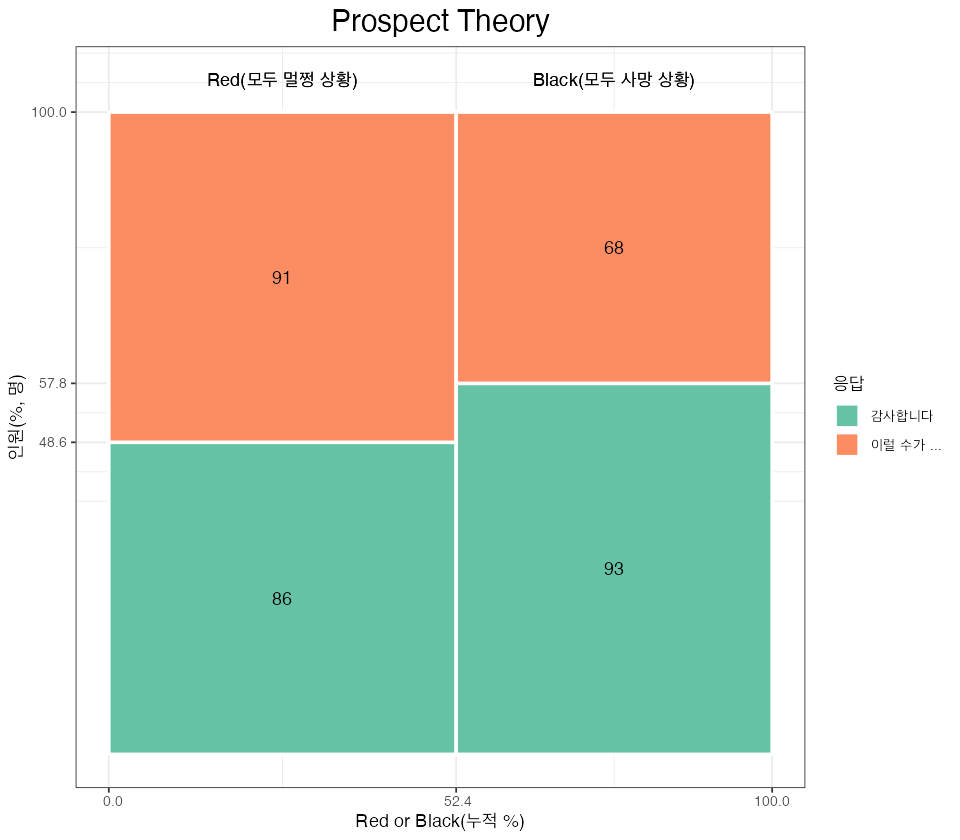 Prospect Theory
Red(모두 멀쩡 상황)
Black(모두 사망 상황)
100.0
57.8
48.6
인원(%, 명)
91
68
86
93
응답
감사합니다
이럴 수가 ...
0.0
52.4
100.0
Red or Black(누적 %)